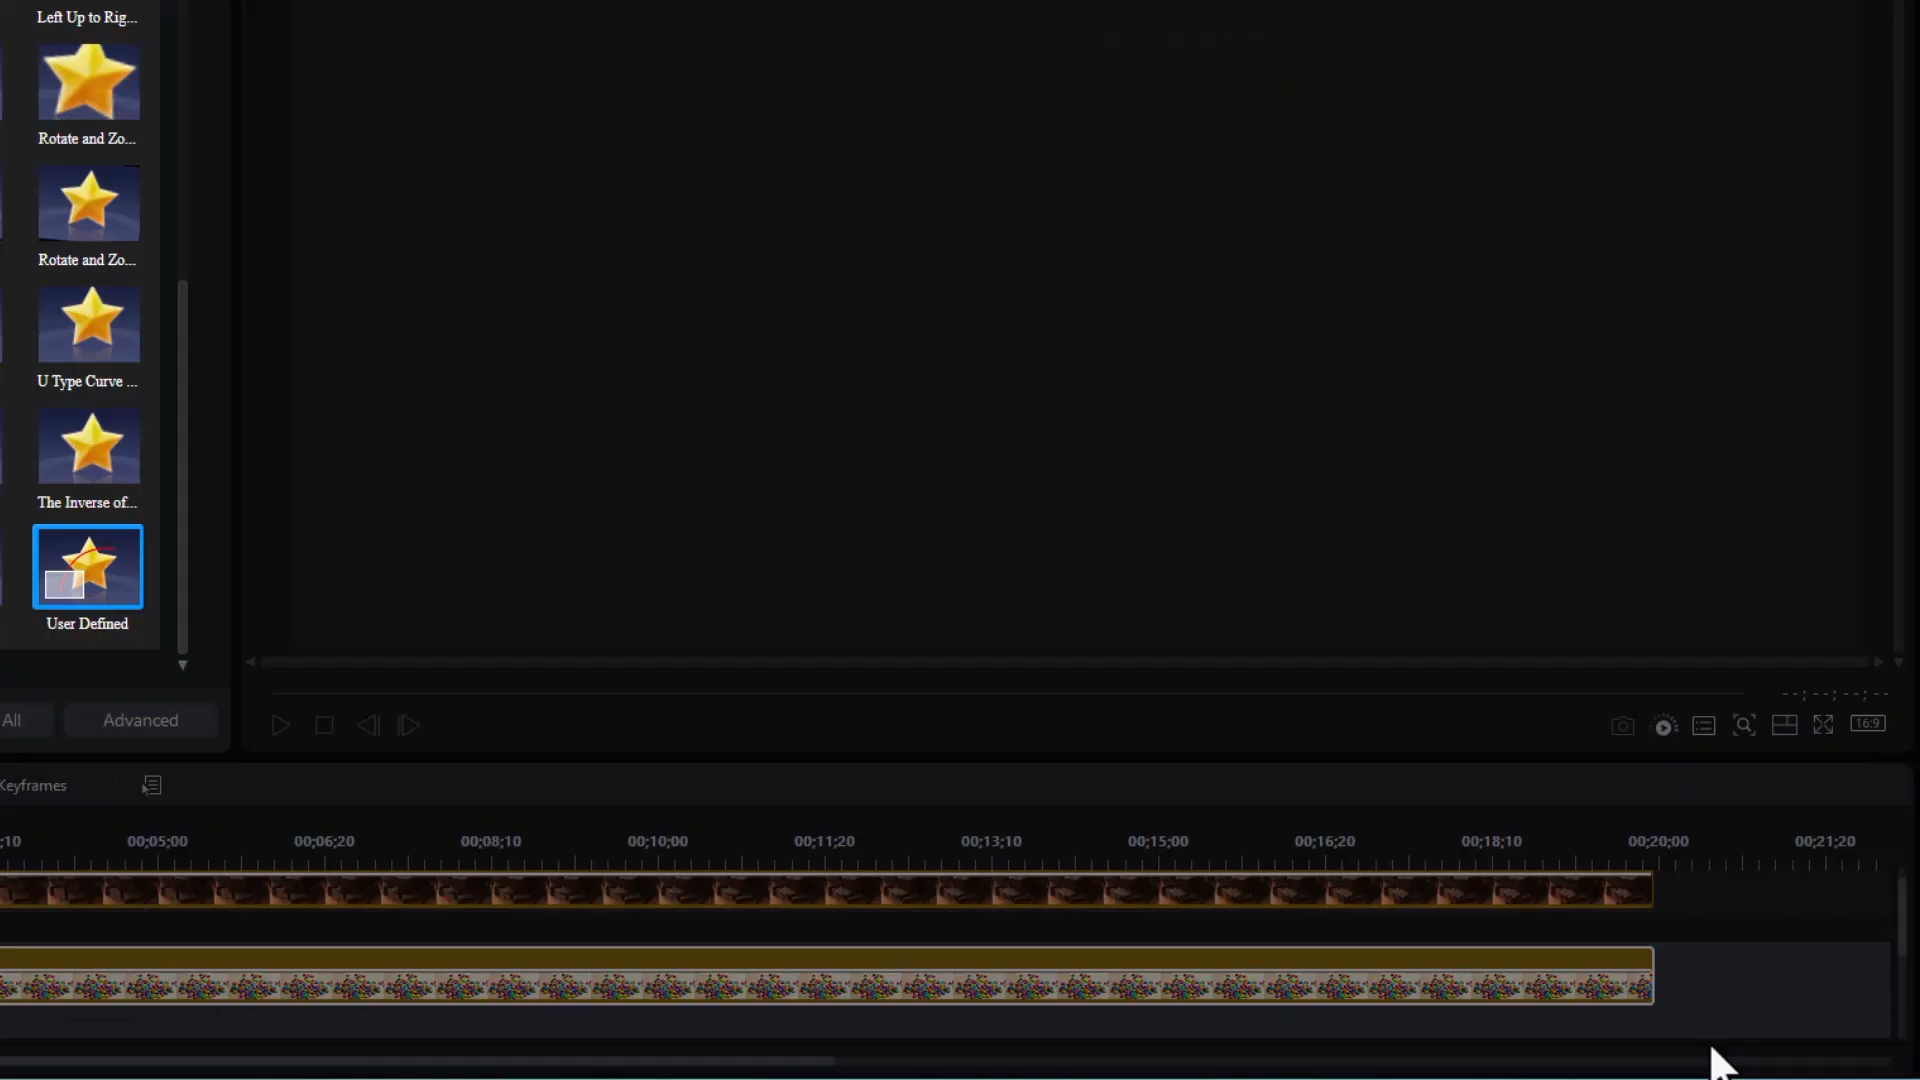 Left Up to Rig...
Rotate and Zo...
Rotate and Zo...
U Type Curve ...
The Inverse of...
User Defined
All
Advanced
--;--;--;--
16:9
Keyframes
;10 00;05;00 00;06;20 00;08;10 00;10;00 00;11;20 00;13;10 00;15;00 00;16;20 00;18;10 00;20;00 00;21;20